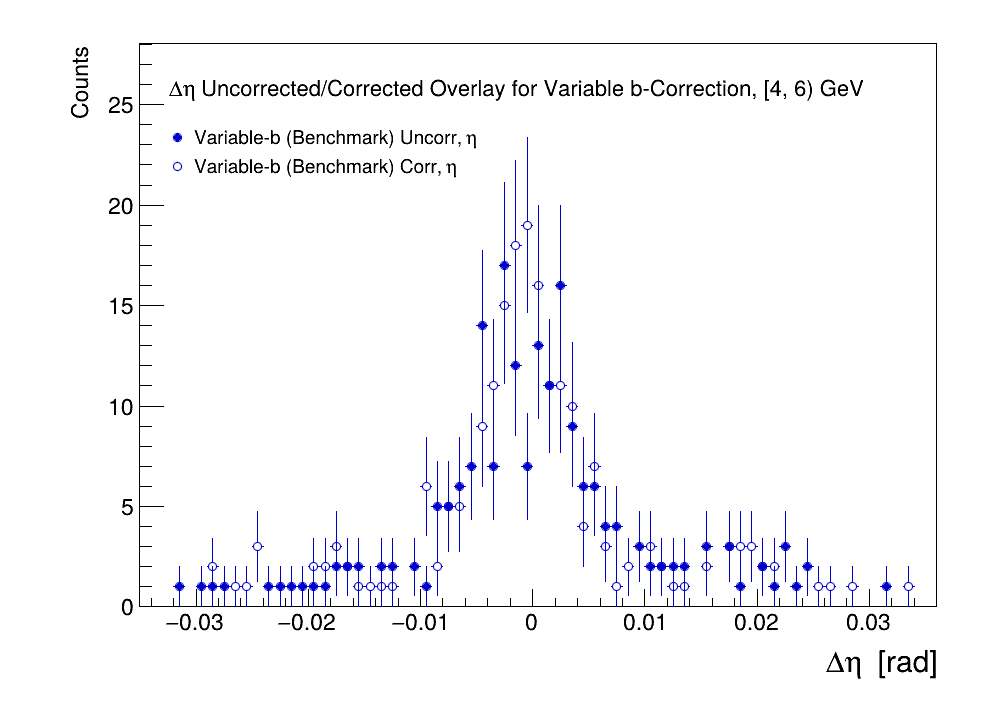 Counts
Δη Uncorrected/Corrected Overlay for Variable b-Correction, [4, 6) GeV
Variable-b (Benchmark) Uncorr, η
Variable-b (Benchmark) Corr, η
25
20
15
10
5
0
−0.03 −0.02 −0.01 0 0.01 0.02 0.03
Δη [rad]